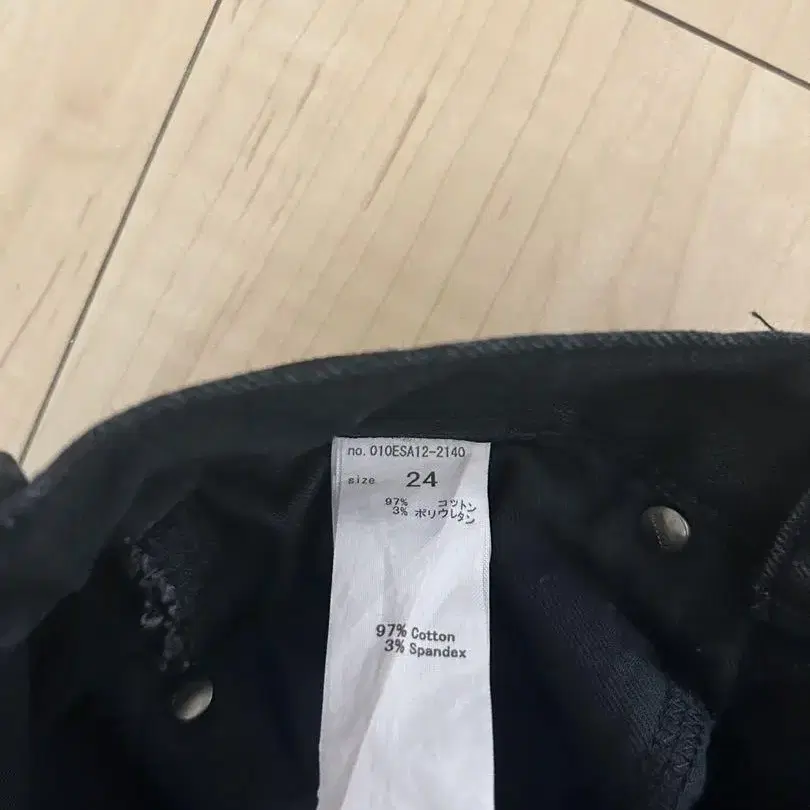 no. 010ESA12-2140
size 24
97% コットン
3% ポリウレタン
97% Cotton
3% Spandex